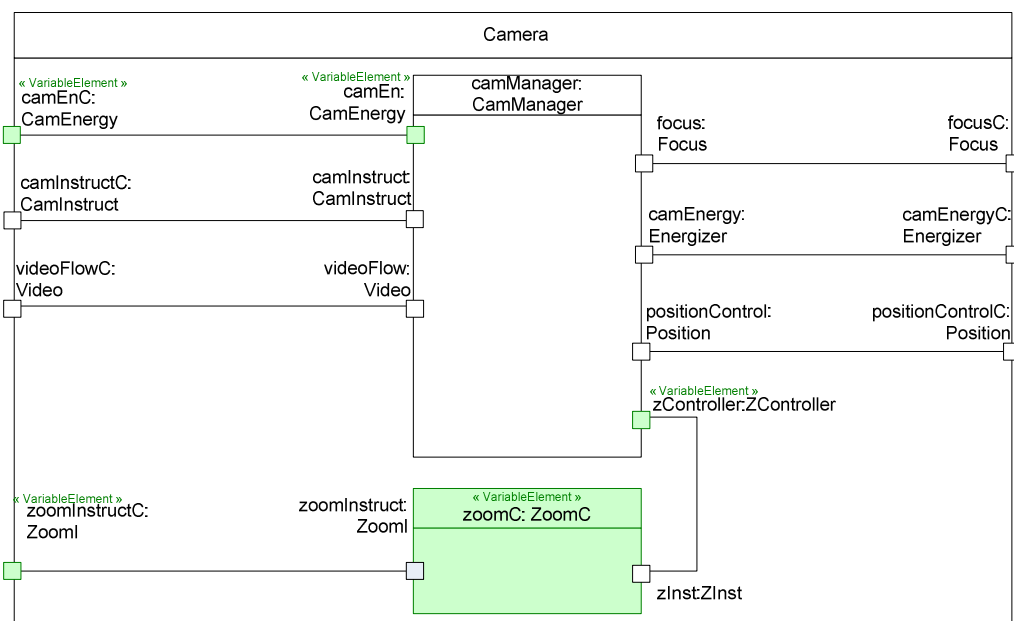 Camera
« VariableElement »
camEnC:
CamEnergy
« VariableElement »
camEn:
CamEnergy
camManager:
CamManager
focus:
Focus
focusC:
Focus
camInstructC:
CamInstruct
camInstruct:
CamInstruct
camEnergy:
Energizer
camEnergyC:
Energizer
videoFlowC:
Video
videoFlow:
Video
positionControl:
Position
positionControlC:
Position
« VariableElement »
zController:ZController
« VariableElement »
zoomInstructC:
ZoomI
zoomInstruct:
ZoomI
« VariableElement »
zoomC: ZoomC
zInst:ZInst